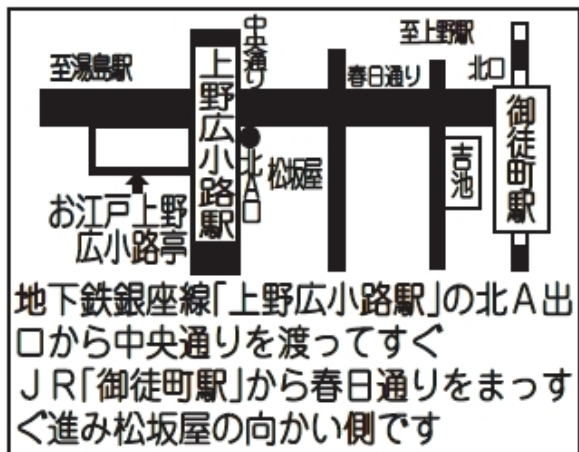 至湯島駅
中央通り
至上野駅
春日通り
北口
上野広小路駅
北A口
松坂屋
吉池
御徒町駅
お江戸上野
広小路亭
地下鉄銀座線「上野広小路駅」の北A出
口から中央通りを渡ってすぐ
JR「御徒町駅」から春日通りをまっす
ぐ進み松坂屋の向かい側です